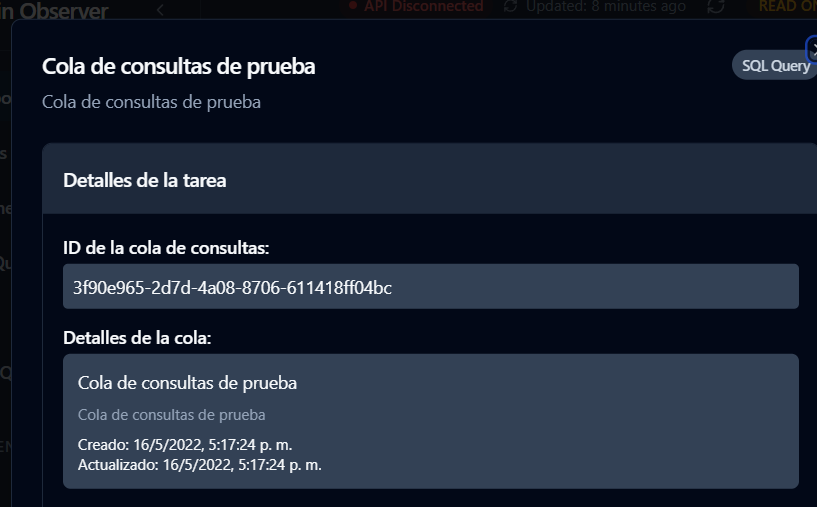 in Observer
API Disconnected
Updated: 8 minutes ago
READ
Cola de consultas de prueba
SQL Query
Cola de consultas de prueba
Detalles de la tarea
ID de la cola de consultas:
3f90e965-2d7d-4a08-8706-611418ff04bc
Detalles de la cola:
Cola de consultas de prueba
Cola de consultas de prueba
Creado: 16/5/2022, 5:17:24 p. m.
Actualizado: 16/5/2022, 5:17:24 p. m.